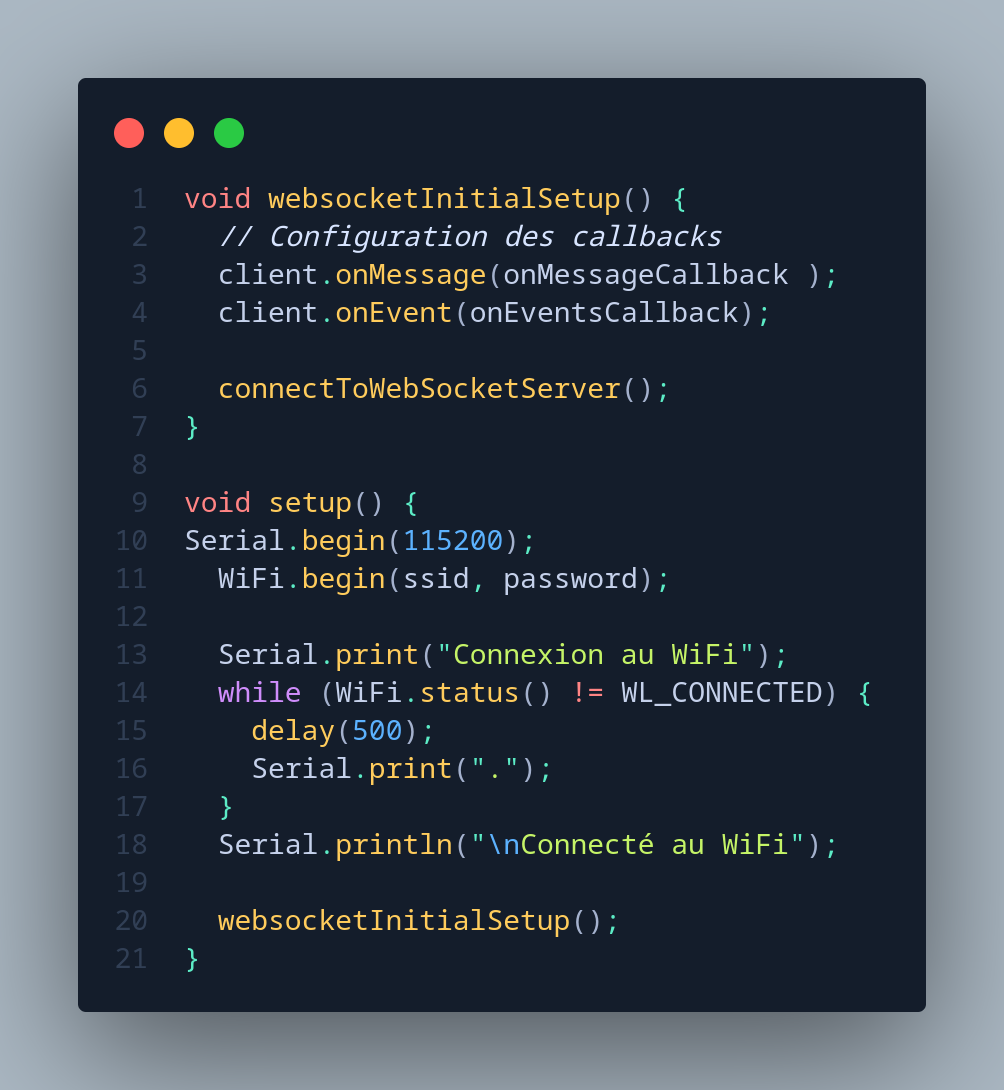 1 void websocketInitialSetup() {
2   // Configuration des callbacks
3   client.onMessage(onMessageCallback );
4   client.onEvent(onEventsCallback);
5
6   connectToWebSocketServer();
7 }
8
9 void setup() {
10 Serial.begin(115200);
11   WiFi.begin(ssid, password);
12
13   Serial.print("Connexion au WiFi");
14   while (WiFi.status() != WL_CONNECTED) {
15     delay(500);
16     Serial.print(".");
17   }
18   Serial.println("\nConnecté au WiFi");
19
20   websocketInitialSetup();
21 }